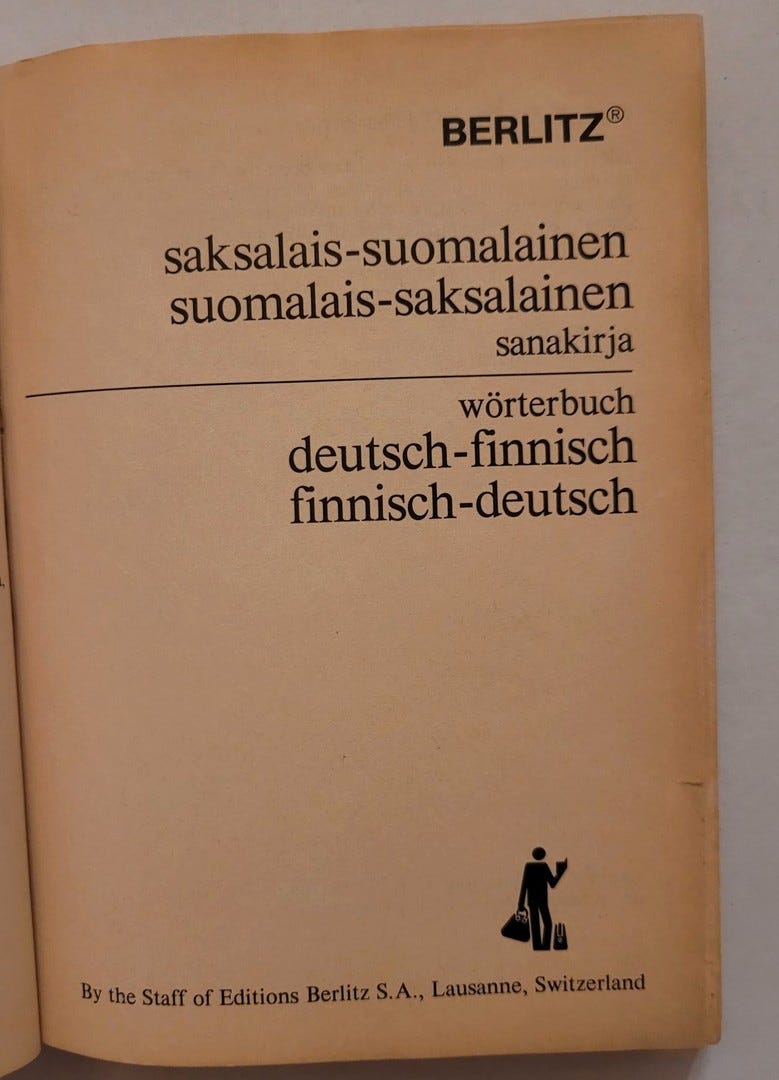 BERLITZ®
saksalais-suomalainen
suomalais-saksalainen
sanakirja
wörterbuch
deutsch-finnisch
finnisch-deutsch
By the Staff of Editions Berlitz S.A., Lausanne, Switzerland